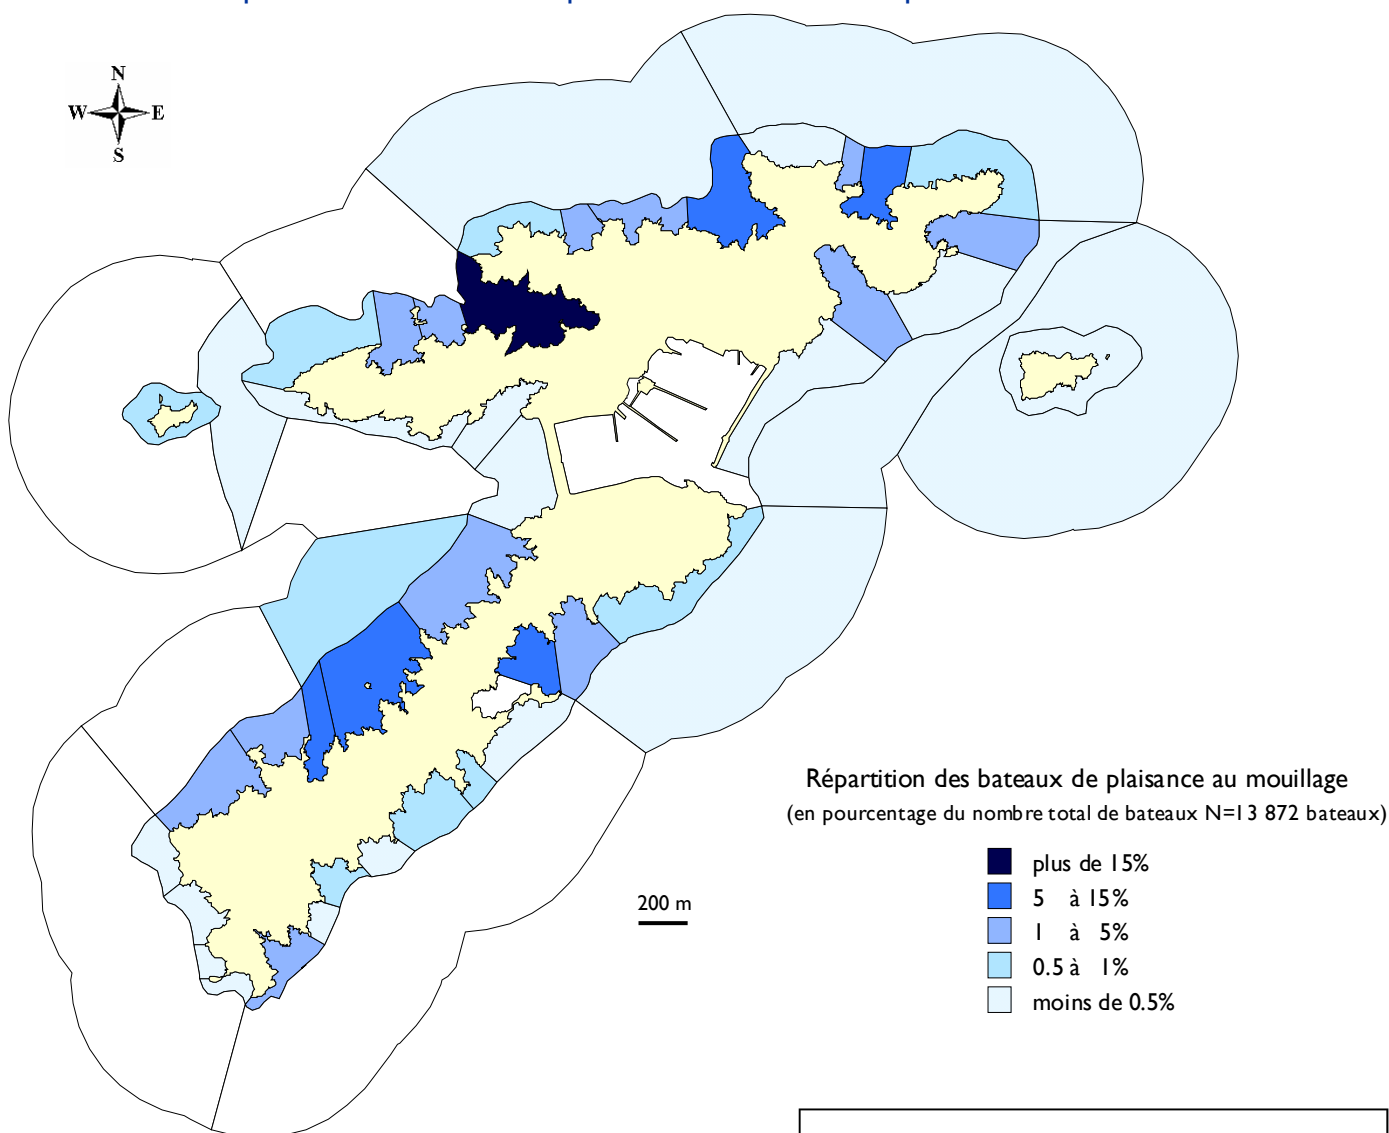 N
W E
S
Répartition des bateaux de plaisance au mouillage
(en pourcentage du nombre total de bateaux N=13 872 bateaux)
plus de 15%
5 à 15%
1 à 5%
0.5 à 1%
moins de 0.5%
200 m